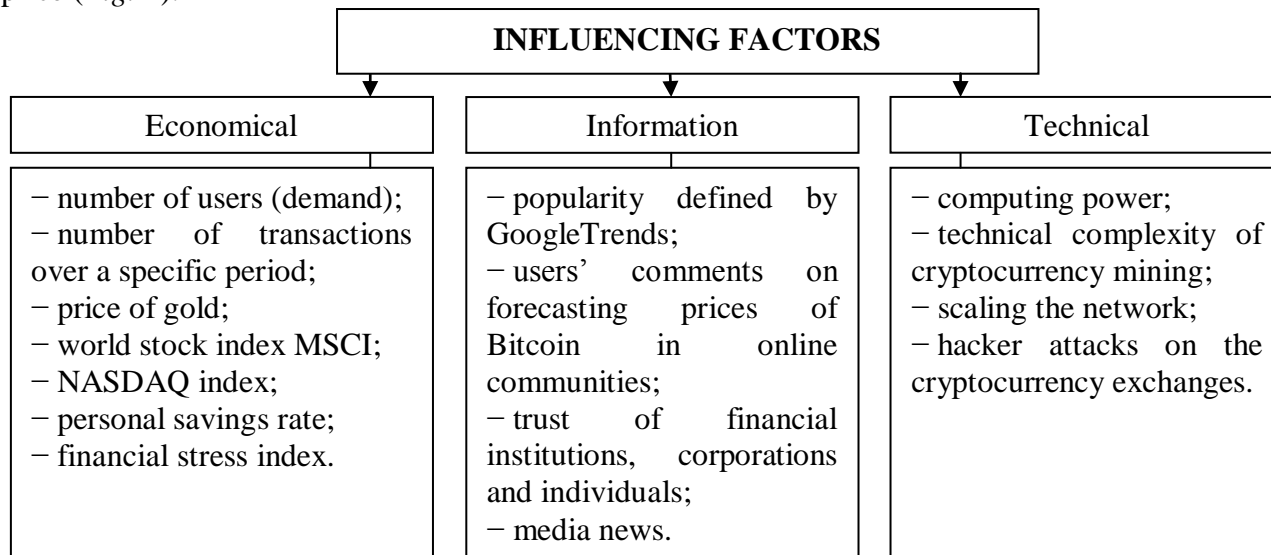 INFLUENCING FACTORS
Economical
− number of users (demand);
− number of transactions
over a specific period;
− price of gold;
− world stock index MSCI;
− NASDAQ index;
− personal savings rate;
− financial stress index.
Information
− popularity defined by
GoogleTrends;
− users’ comments on
forecasting prices of
Bitcoin in online
communities;
− trust of financial
institutions, corporations
and individuals;
− media news.
Technical
− computing power;
− technical complexity of
cryptocurrency mining;
− scaling the network;
− hacker attacks on the
cryptocurrency exchanges.